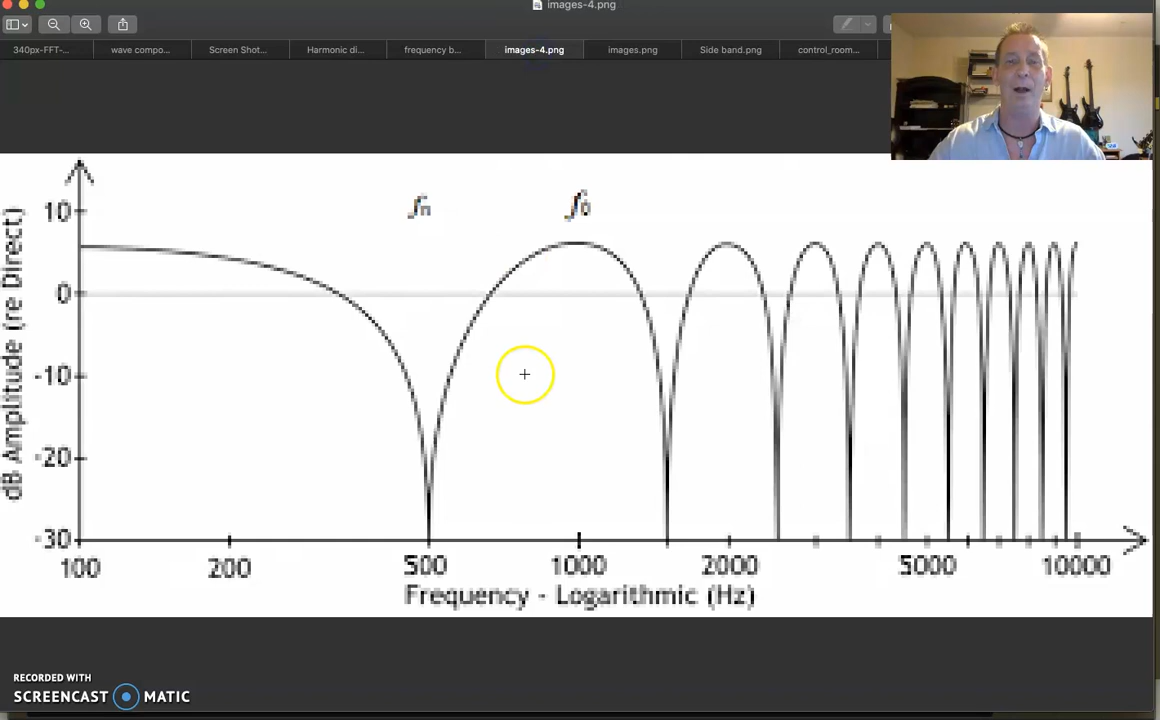 images-4.png
340px-FFT-...
wave compo...
Screen Shot...
Harmonic di...
frequency b...
images-4.png
images.png
Side band.png
control_room...
fn
f0
dB Amplitude (re Direct)
10
0
-10
-20
-30
100
200
500
1000
2000
5000
10000
Frequency - Logarithmic (Hz)
RECORDED WITH
SCREENCAST MATIC